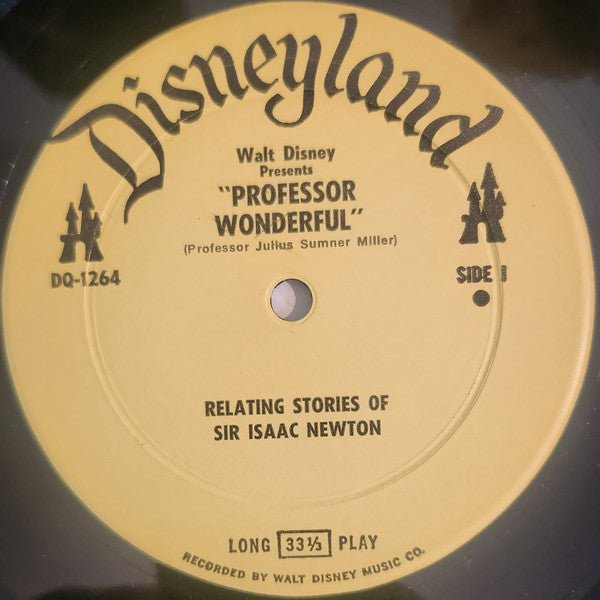 Disneyland
Walt Disney
Presents
"PROFESSOR
WONDERFUL"
(Professor Julius Sumner Miller)
DQ-1264
SIDE 1
RELATING STORIES OF
SIR ISAAC NEWTON
LONG 33⅓ PLAY
RECORDED BY WALT DISNEY MUSIC CO.